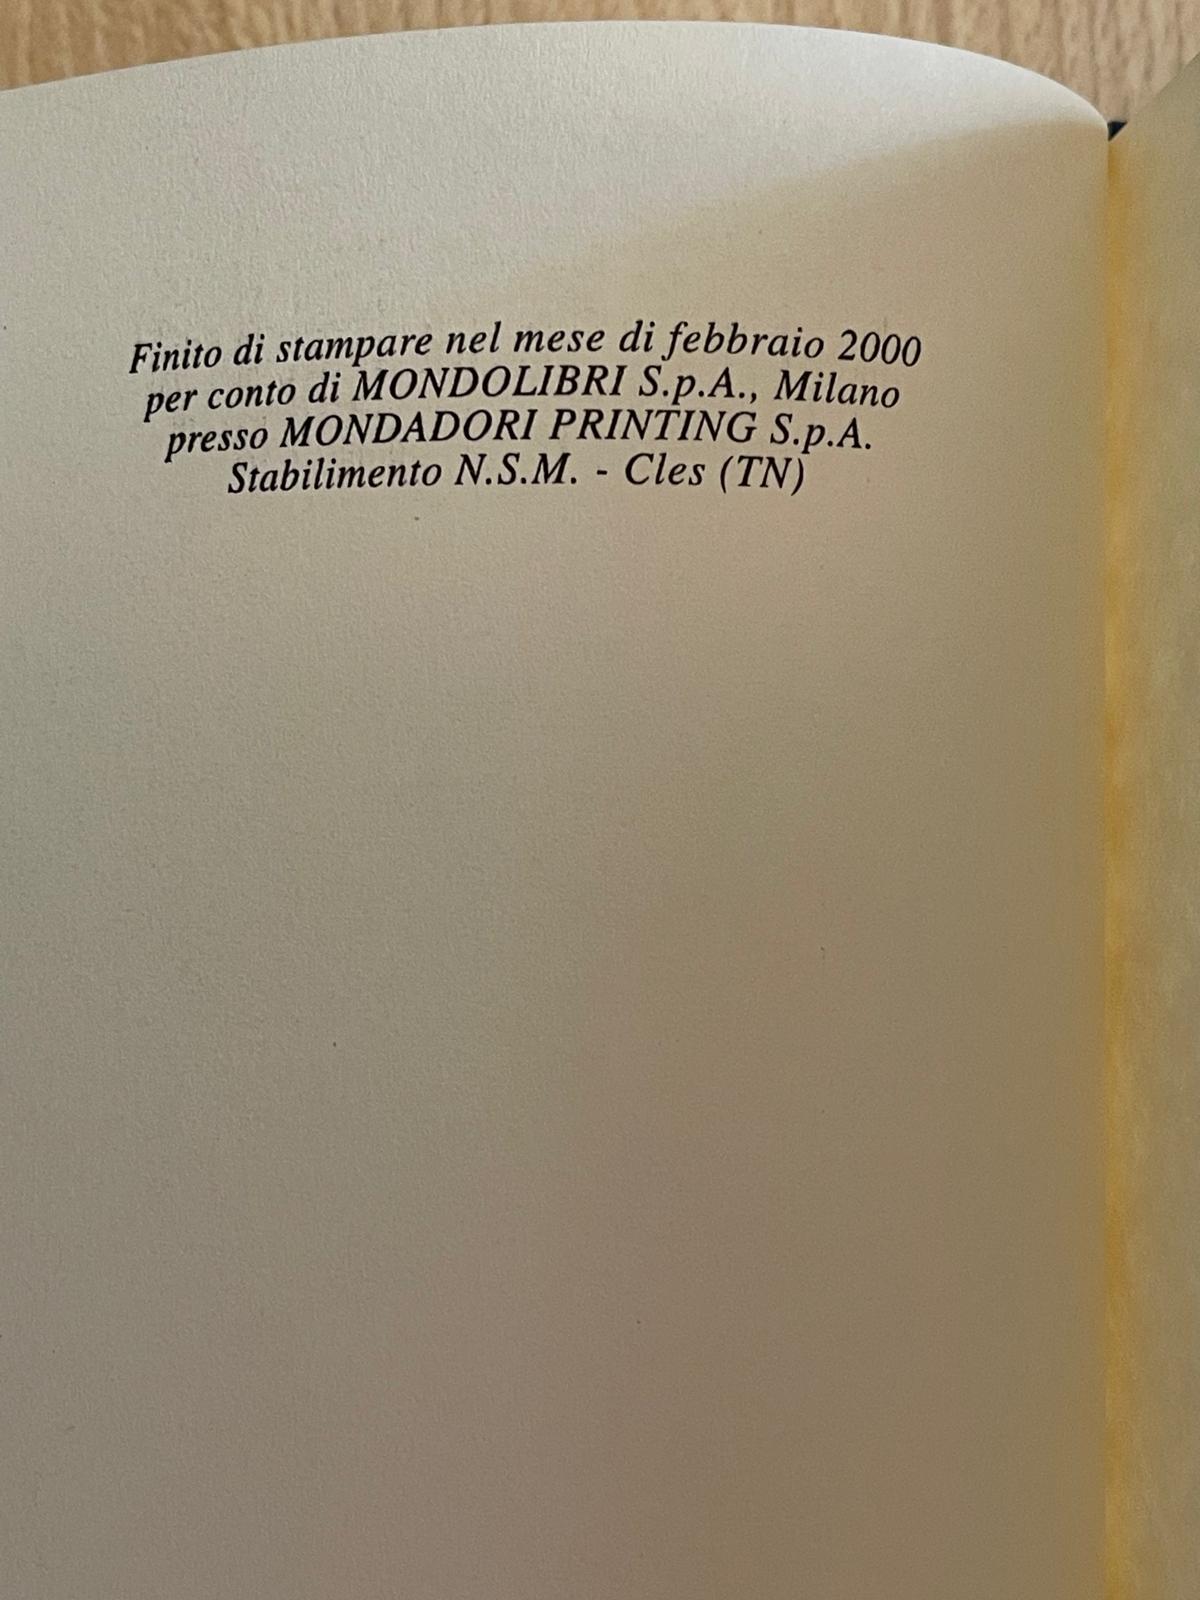 Finito di stampare nel mese di febbraio 2000
per conto di MONDOLIBRI S.p.A., Milano
presso MONDADORI PRINTING S.p.A.
Stabilimento N.S.M. - Cles (TN)